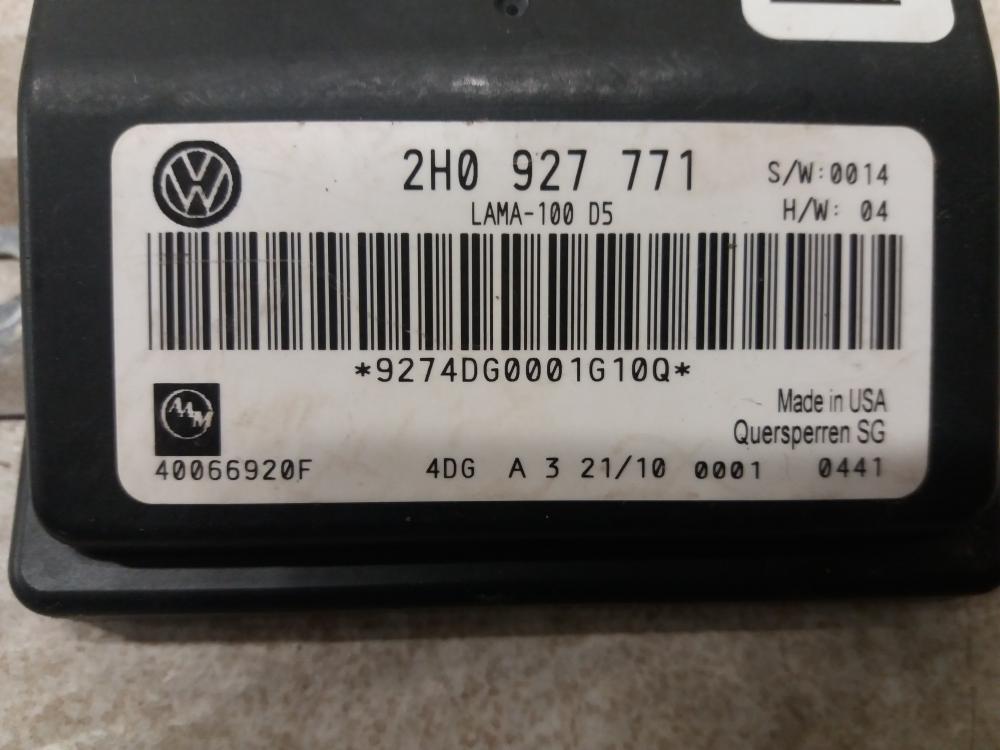 2H0 927 771
S/W:0014
LAMA-100 D5
H/W: 04
*9274DG0001G10Q*
AAM
Made in USA
Quersperren SG
40066920F 4DG A 3 21/10 0001 0441